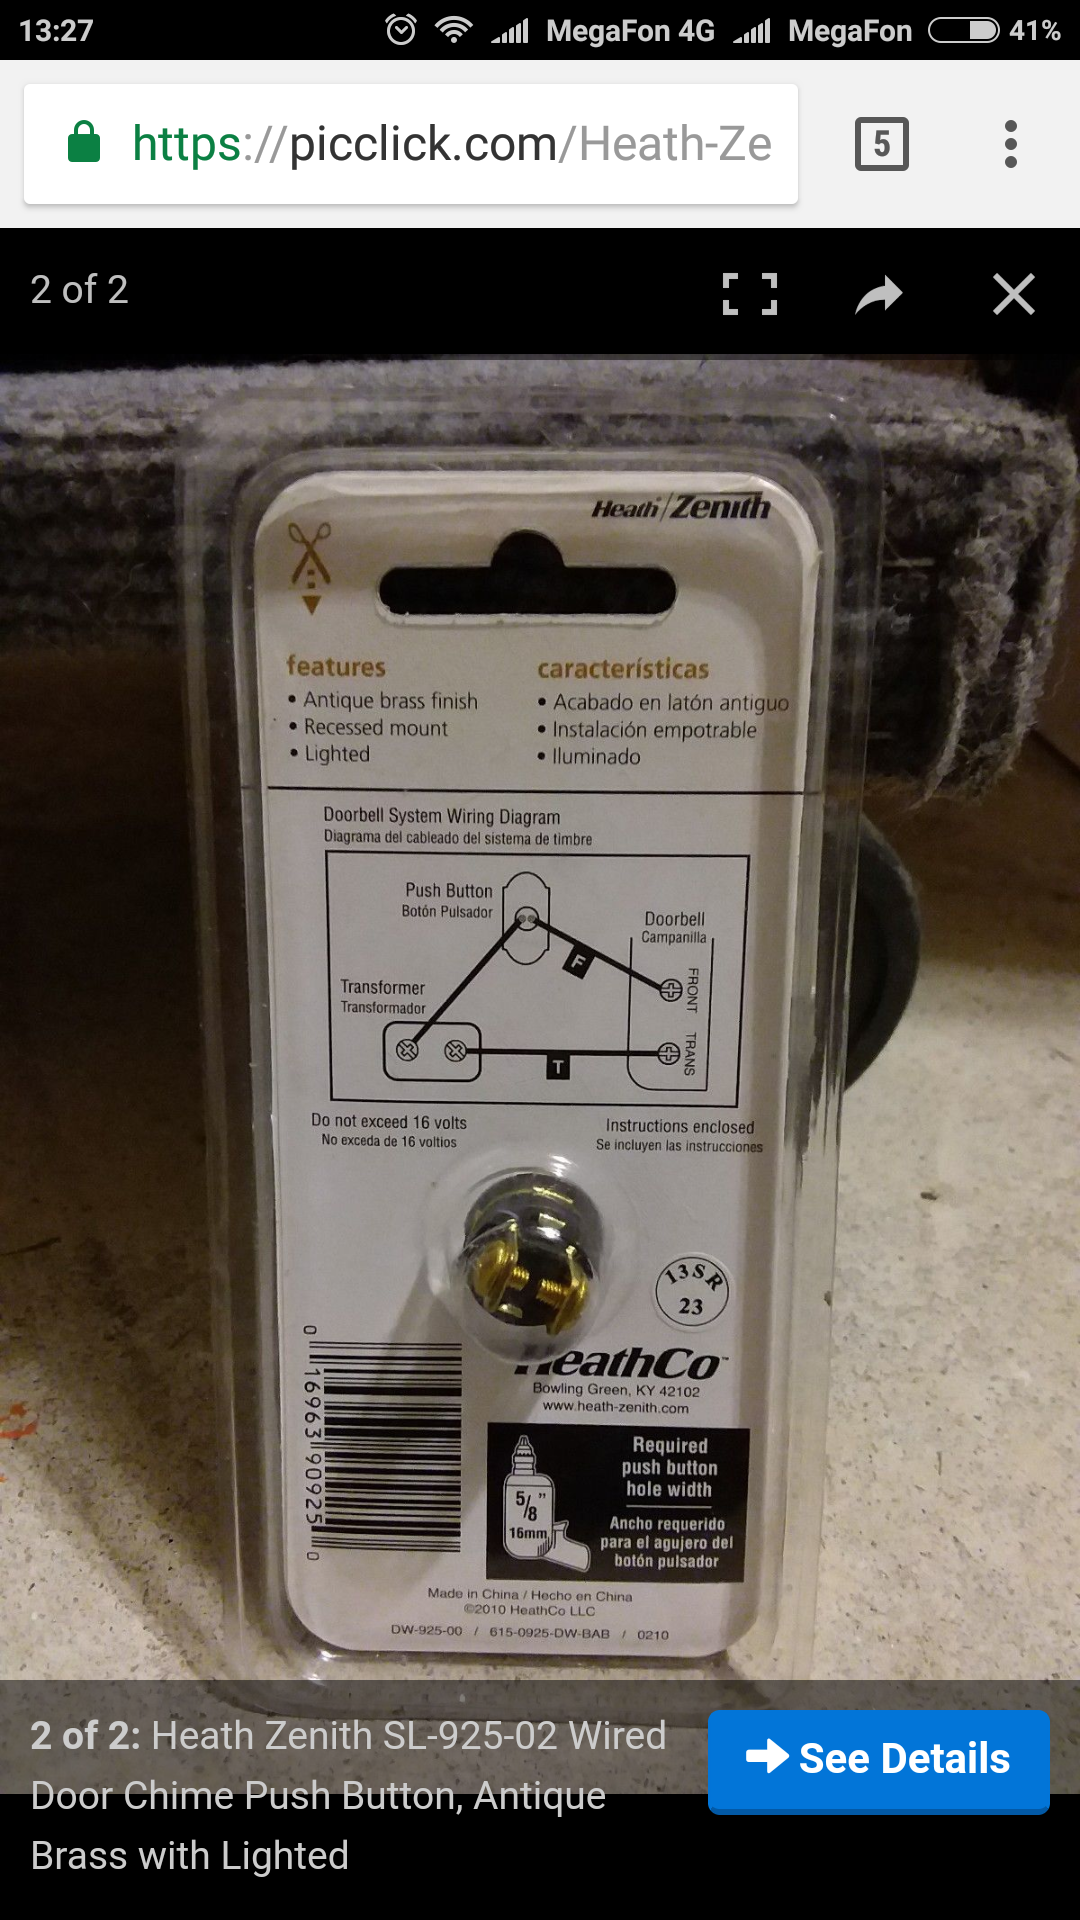 13:27
MegaFon 4G
MegaFon
41%
https://picclick.com/Heath-Ze
5
2 of 2
Heath/Zenith
features
• Antique brass finish
• Recessed mount
• Lighted
características
• Acabado en latón antiguo
• Instalación empotrable
• Iluminado
Doorbell System Wiring Diagram
Diagrama del cableado del sistema de timbre
Push Button
Botón Pulsador
Doorbell
Campanilla
F
FRONT
Transformer
Transformador
TRANS
T
Do not exceed 16 volts
No exceda de 16 voltios
Instructions enclosed
Se incluyen las instrucciones
13SR
23
HeathCo™
Bowling Green, KY 42102
www.heath-zenith.com
0 16963 90925 0
5/8"
16mm
Required
push button
hole width
Ancho requerido
para el agujero del
botón pulsador
Made in China / Hecho en China
©2010 HeathCo LLC
DW-925-00 / 615-0925-DW-BAB / 0210
2 of 2: Heath Zenith SL-925-02 Wired
Door Chime Push Button, Antique
Brass with Lighted
See Details